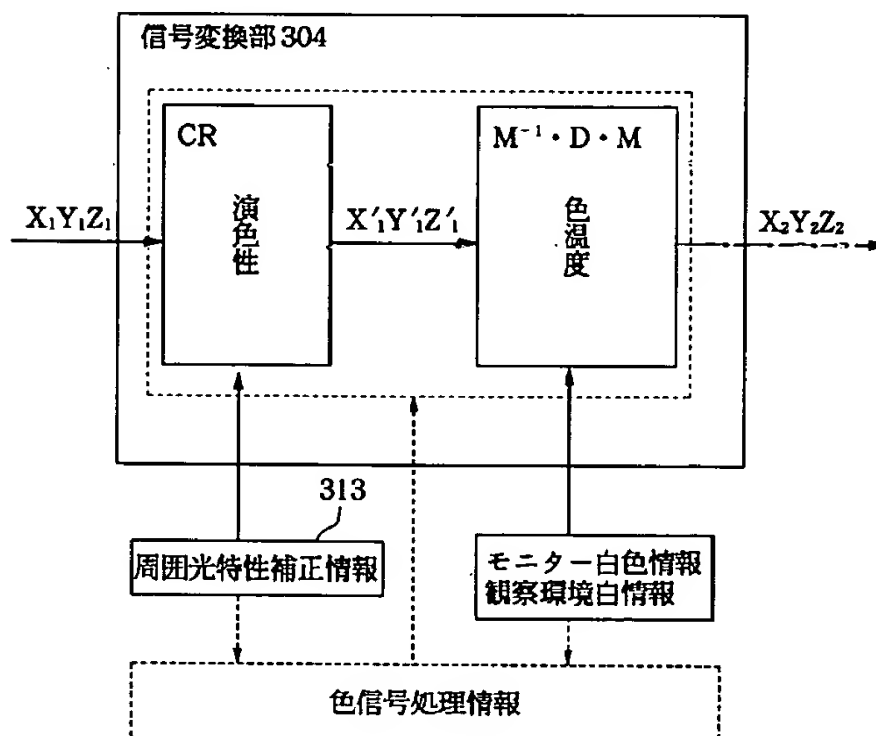 信号変換部 304
CR
演色性
M⁻¹・D・M
色温度
X₁Y₁Z₁
X′₁Y′₁Z′₁
X₂Y₂Z₂
313
周囲光特性補正情報
モニター白色情報
観察環境白情報
色信号処理情報